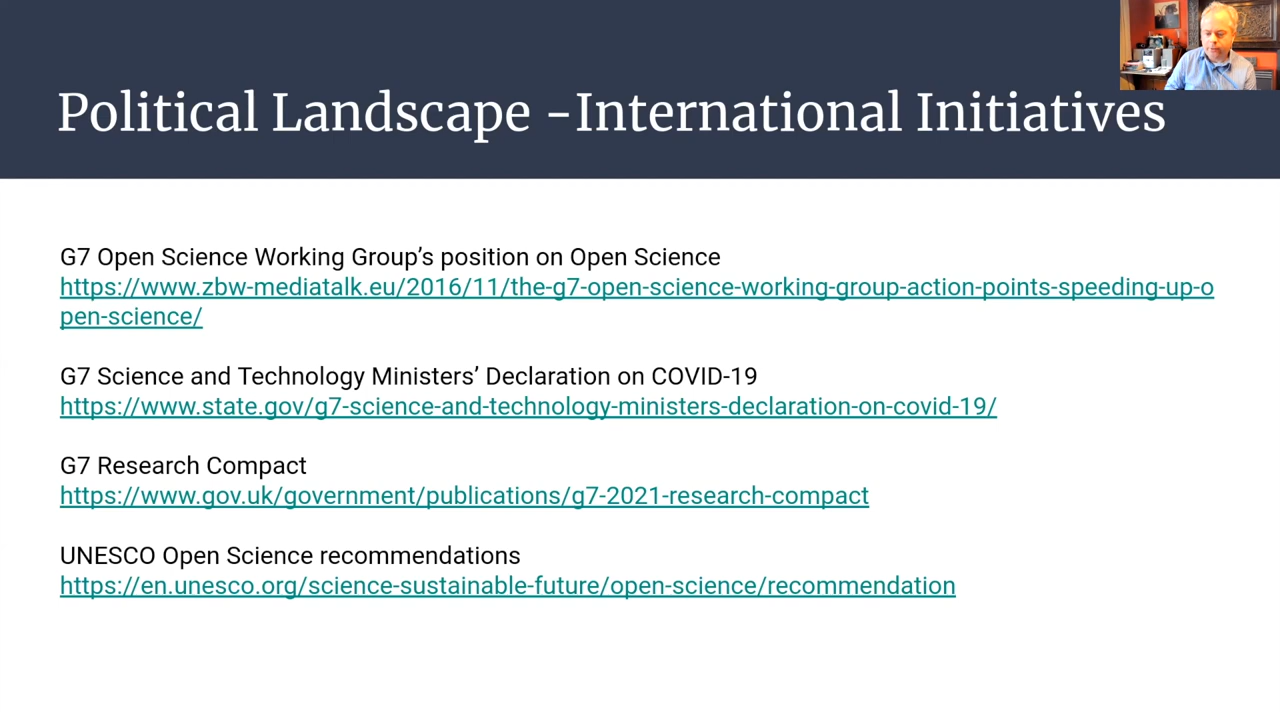 Political Landscape -International Initiatives
G7 Open Science Working Group’s position on Open Science
https://www.zbw-mediatalk.eu/2016/11/the-g7-open-science-working-group-action-points-speeding-up-o
pen-science/
G7 Science and Technology Ministers’ Declaration on COVID-19
https://www.state.gov/g7-science-and-technology-ministers-declaration-on-covid-19/
G7 Research Compact
https://www.gov.uk/government/publications/g7-2021-research-compact
UNESCO Open Science recommendations
https://en.unesco.org/science-sustainable-future/open-science/recommendation